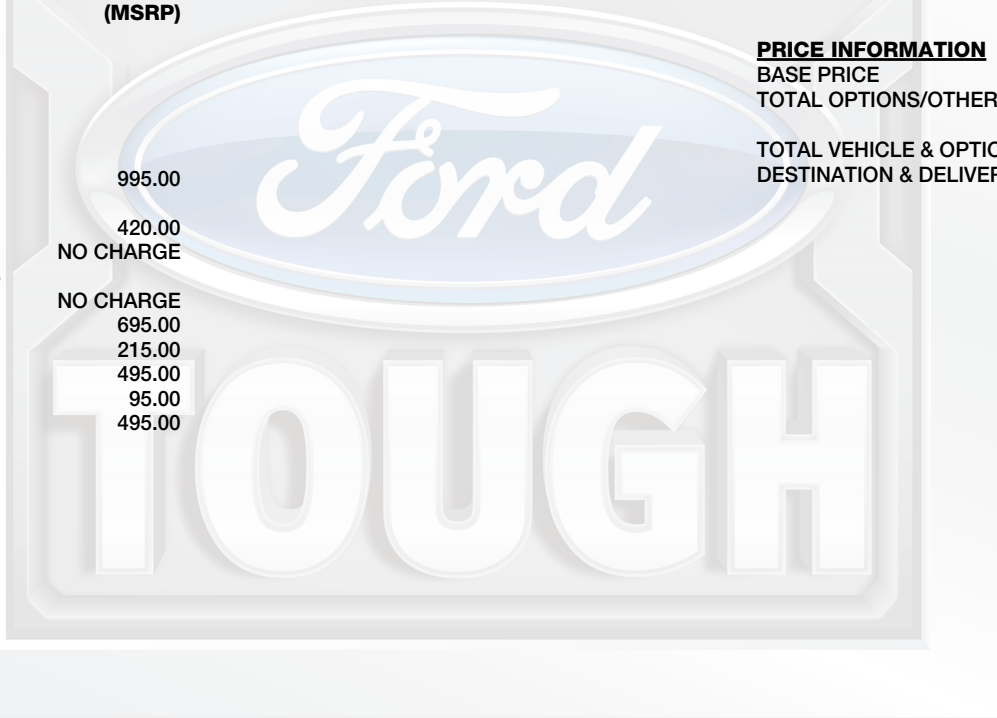 (MSRP)
995.00
420.00
NO CHARGE
NO CHARGE
695.00
215.00
495.00
95.00
495.00
PRICE INFORMATION
BASE PRICE
TOTAL OPTIONS/OTHER
TOTAL VEHICLE & OPTIO
DESTINATION & DELIVER
Ford
TOUGH